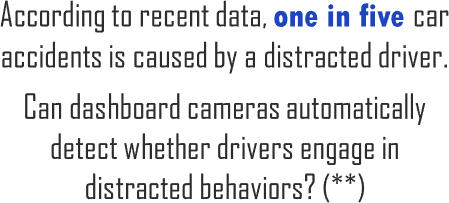 According to recent data, one in five car
accidents is caused by a distracted driver.
Can dashboard cameras automatically
detect whether drivers engage in
distracted behaviors? (**)